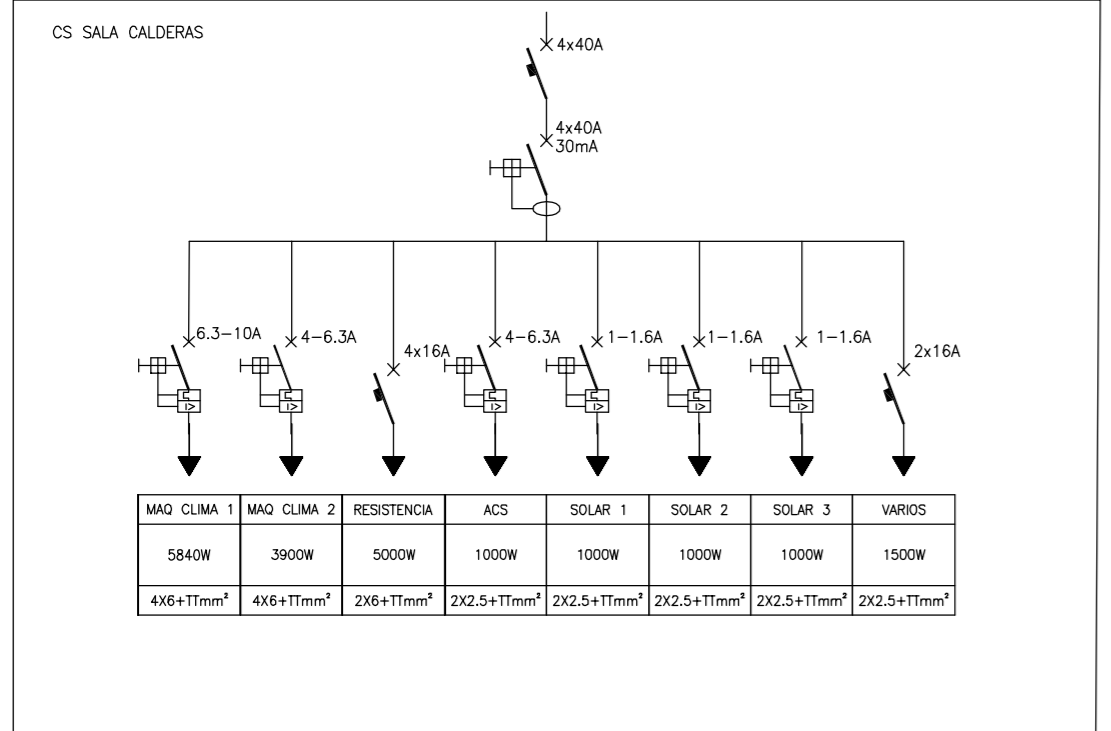 CS SALA CALDERAS
4x40A
4x40A
30mA
6.3-10A
4-6.3A
4x16A
4-6.3A
1-1.6A
1-1.6A
1-1.6A
2x16A
I> I> I> I> I> I>
MAQ CLIMA 1 MAQ CLIMA 2 RESISTENCIA ACS SOLAR 1 SOLAR 2 SOLAR 3 VARIOS
5840W 3900W 5000W 1000W 1000W 1000W 1000W 1500W
4X6+TTmm² 4X6+TTmm² 2X6+TTmm² 2X2.5+TTmm² 2X2.5+TTmm² 2X2.5+TTmm² 2X2.5+TTmm² 2X2.5+TTmm²